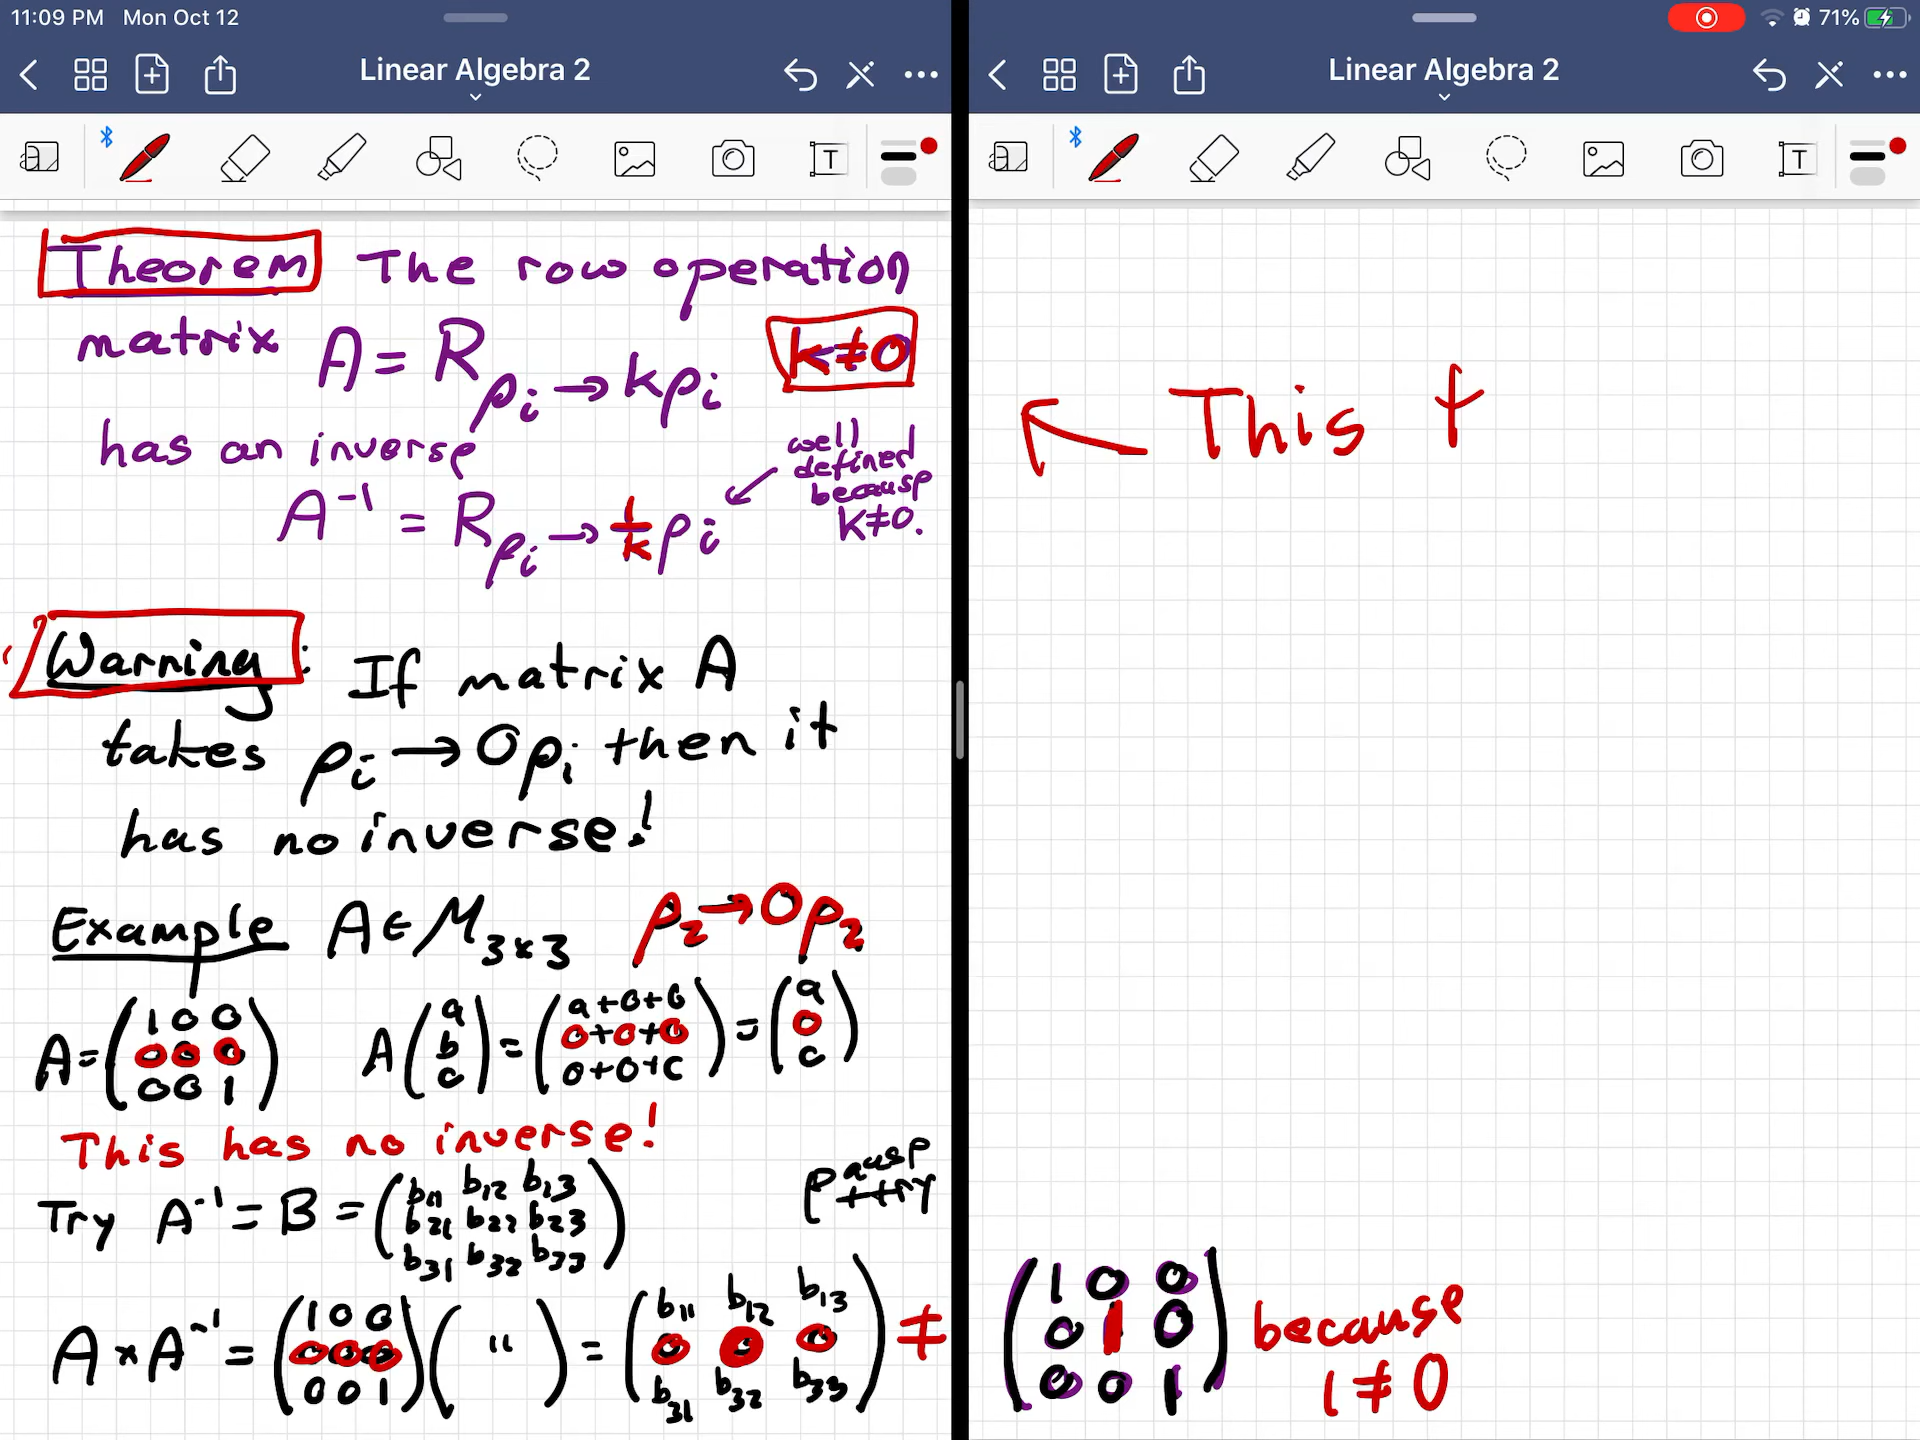 11:09 PM Mon Oct 12
71%
Linear Algebra 2
Linear Algebra 2
Theorem The row operation
matrix A = R ρi → kρi k≠0
has an inverse
A⁻¹ = R ρi → 1/k ρi
well
defined
because
k≠0.
Warning: If matrix A
takes ρi → 0ρi then it
has no inverse!
Example A ∈ M 3×3 ρ2 → 0ρ2
A = (1 0 0
0 0 0
0 0 1)
A (a
b
c) = (a+0+0
0+0+0
0+0+c) = (a
0
c)
This has no inverse!
Try A⁻¹ = B = (b11 b12 b13
b21 b22 b23
b31 b32 b33)
pause
+try
A × A⁻¹ = (1 0 0
0 0 0
0 0 1) ( " ) = (b11 b12 b13
0 0 0
b31 b32 b33) ≠
← This t
(1 0 0
0 1 0
0 0 1)
because
1 ≠ 0